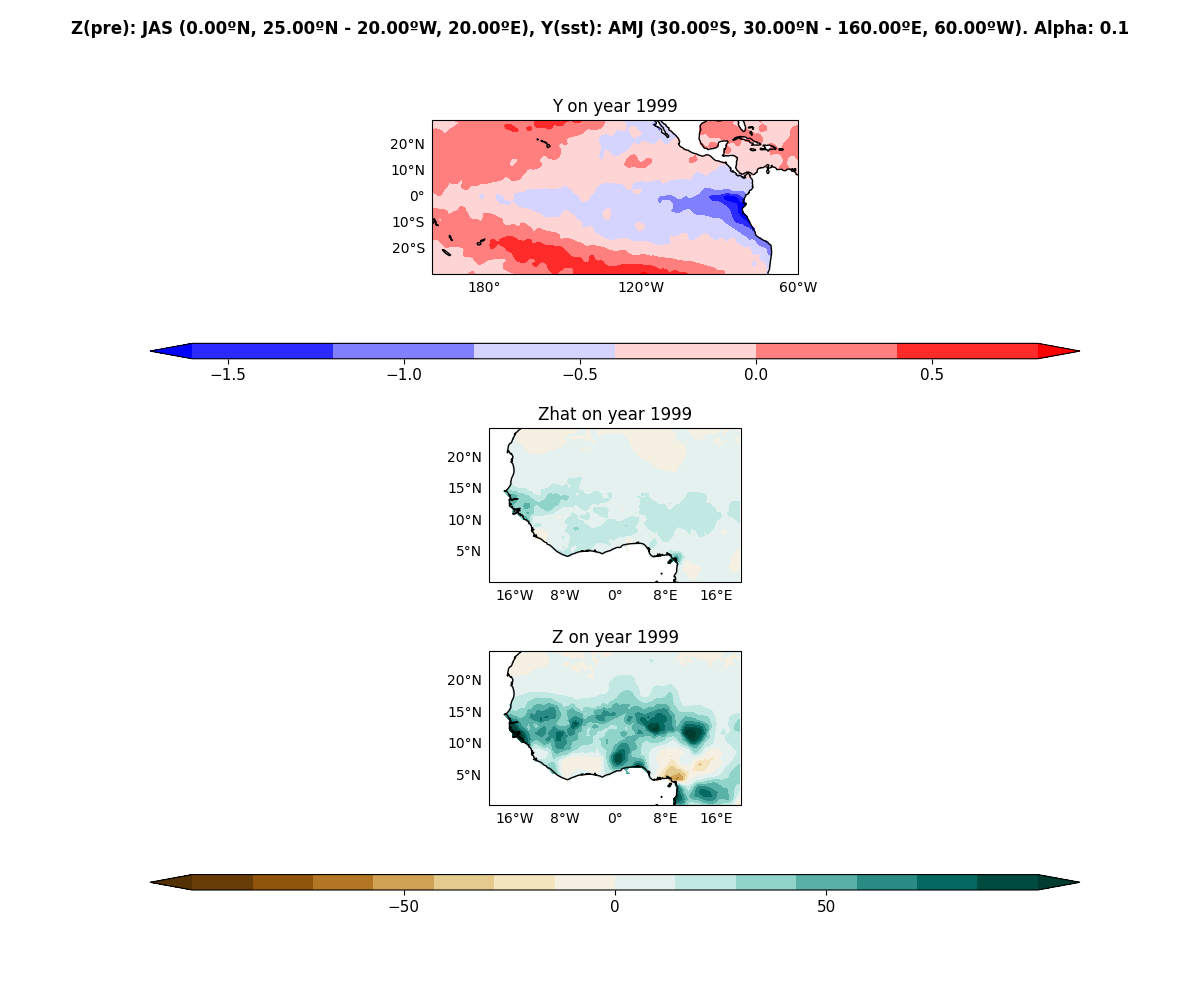 Z(pre): JAS (0.00ºN, 25.00ºN - 20.00ºW, 20.00ºE), Y(sst): AMJ (30.00ºS, 30.00ºN - 160.00ºE, 60.00ºW). Alpha: 0.1
Y on year 1999
20°N
10°N
0°
10°S
20°S
180° 120°W 60°W
−1.5 −1.0 −0.5 0.0 0.5
Zhat on year 1999
20°N
15°N
10°N
5°N
16°W 8°W 0° 8°E 16°E
Z on year 1999
20°N
15°N
10°N
5°N
16°W 8°W 0° 8°E 16°E
−50 0 50